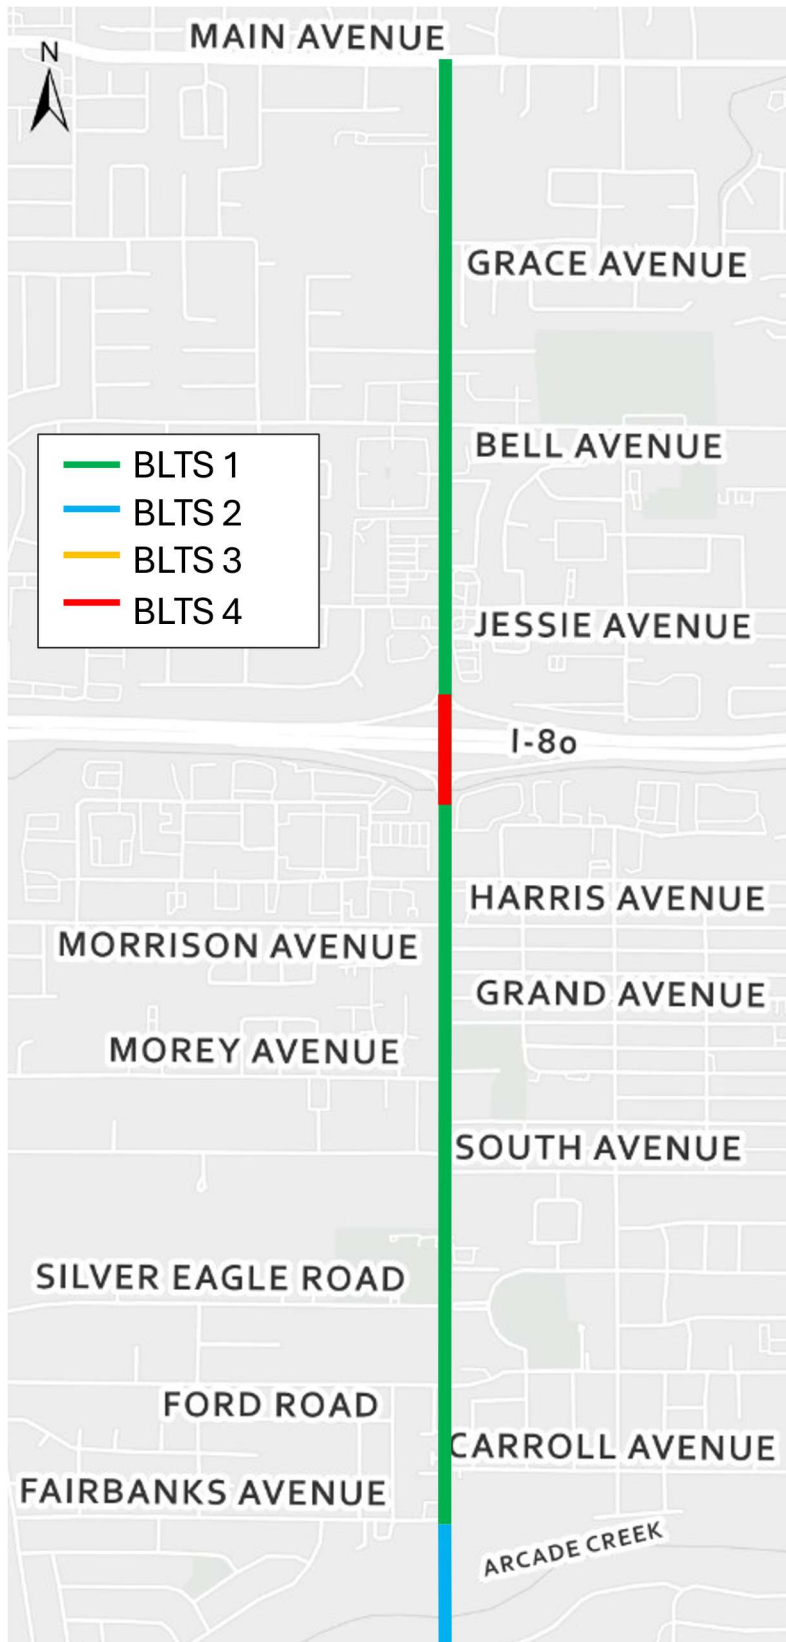 MAIN AVENUE
N
GRACE AVENUE
BELL AVENUE
BLTS 1
BLTS 2
BLTS 3
BLTS 4
JESSIE AVENUE
I-80
HARRIS AVENUE
MORRISON AVENUE
GRAND AVENUE
MOREY AVENUE
SOUTH AVENUE
SILVER EAGLE ROAD
FORD ROAD
CARROLL AVENUE
FAIRBANKS AVENUE
ARCADE CREEK